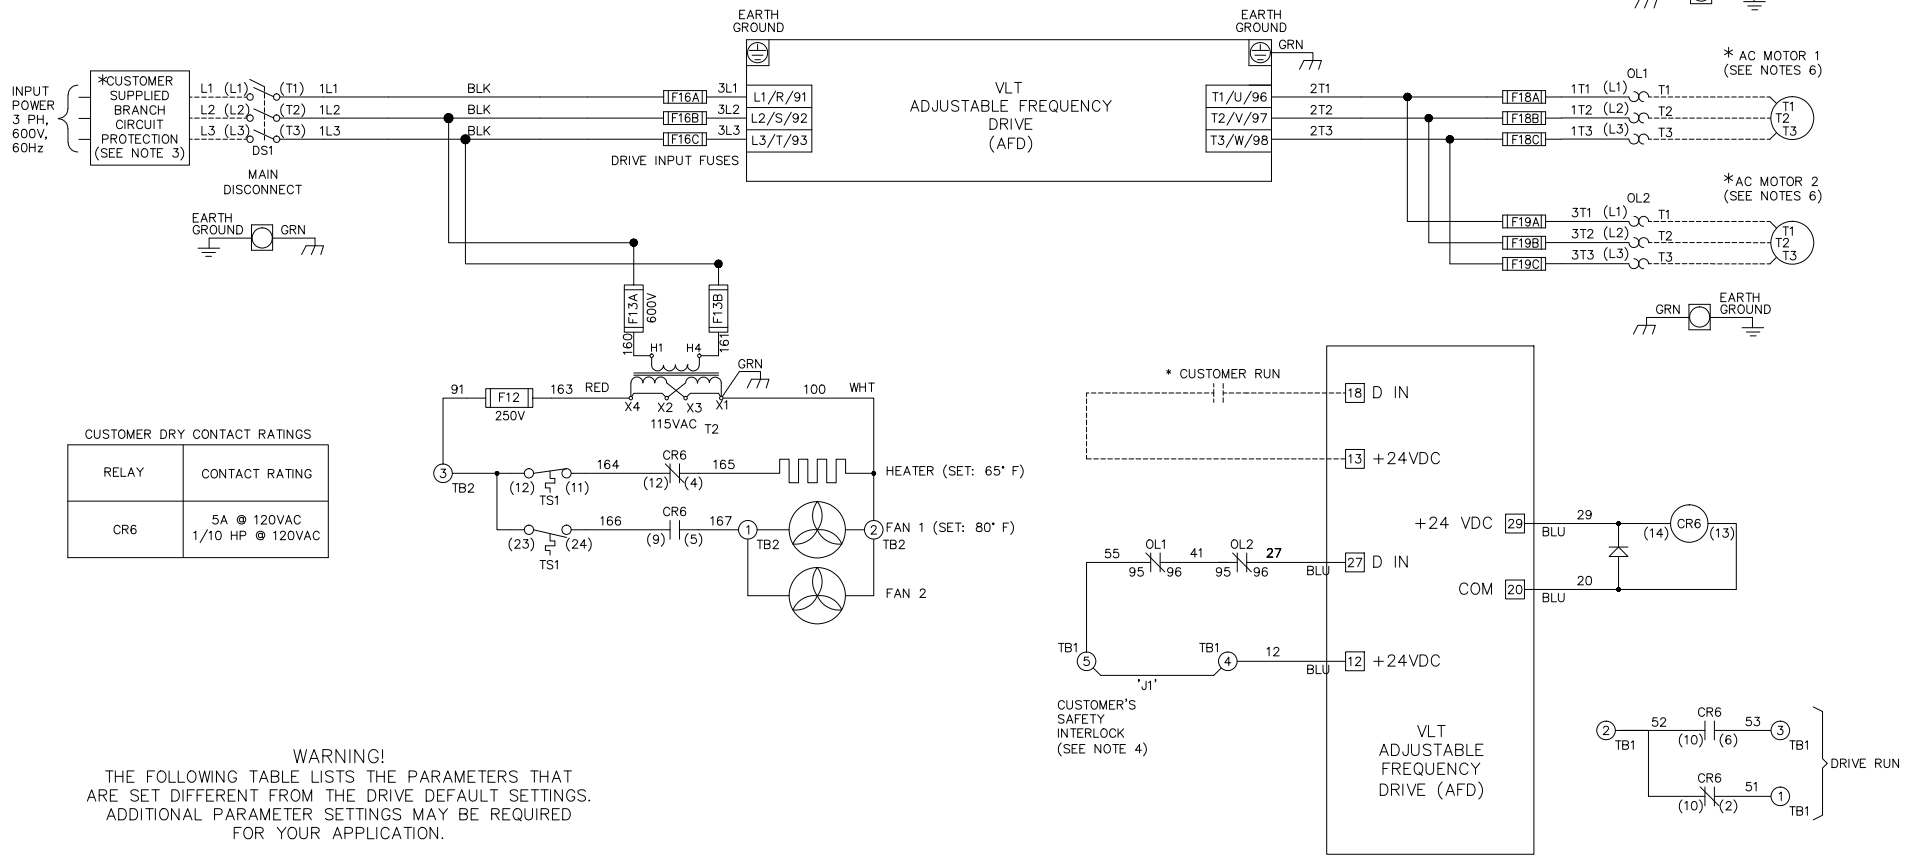 EARTH
GROUND
EARTH
GROUND
GRN
INPUT
POWER
3 PH,
600V,
60Hz
*CUSTOMER
SUPPLIED
BRANCH
CIRCUIT
PROTECTION
(SEE NOTE 3)
L1 (L1) (T1) 1L1 BLK F16A 3L1 L1/R/91
L2 (L2) (T2) 1L2 BLK F16B 3L2 L2/S/92
L3 (L3) (T3) 1L3 BLK F16C 3L3 L3/T/93
DS1
MAIN
DISCONNECT
DRIVE INPUT FUSES
VLT
ADJUSTABLE FREQUENCY
DRIVE
(AFD)
T1/U/96 2T1 F18A 1T1 (L1) T1
T2/V/97 2T2 F18B 1T2 (L2) T2
T3/W/98 2T3 F18C 1T3 (L3) T3
OL1
* AC MOTOR 1
(SEE NOTES 6)
T1
T2
T3
* AC MOTOR 2
(SEE NOTES 6)
OL2
F19A 3T1 (L1) T1
F19B 3T2 (L2) T2
F19C 3T3 (L3) T3
T1
T2
T3
GRN
EARTH
GROUND
EARTH
GROUND
GRN
F13A
600V
F13B
160
161
H1 H4
GRN
91 F12 163 RED
250V
X4 X2 X3 X1
100 WHT
115VAC T2
3
TB2
(12) (11)
TS1
164
CR6
(12) (4)
165
HEATER (SET: 65° F)
(23) (24)
TS1
166
CR6
(9) (5)
167
1
TB2
2
TB2
FAN 1 (SET: 80° F)
FAN 2
CUSTOMER DRY CONTACT RATINGS
RELAY CONTACT RATING
CR6
5A @ 120VAC
1/10 HP @ 120VAC
* CUSTOMER RUN
18 D IN
13 +24VDC
55 OL1 41 OL2 27
95 96 95 96 BLU
27 D IN
TB1
5
TB1
4
12
BLU
12 +24VDC
'J1'
CUSTOMER'S
SAFETY
INTERLOCK
(SEE NOTE 4)
+24 VDC 29
BLU
29
(14) CR6 (13)
COM 20
BLU
20
VLT
ADJUSTABLE
FREQUENCY
DRIVE (AFD)
2
TB1
52
CR6
(10) (6)
53
3
TB1
CR6
(10) (2)
51
1
TB1
DRIVE RUN
WARNING!
THE FOLLOWING TABLE LISTS THE PARAMETERS THAT
ARE SET DIFFERENT FROM THE DRIVE DEFAULT SETTINGS.
ADDITIONAL PARAMETER SETTINGS MAY BE REQUIRED
FOR YOUR APPLICATION.